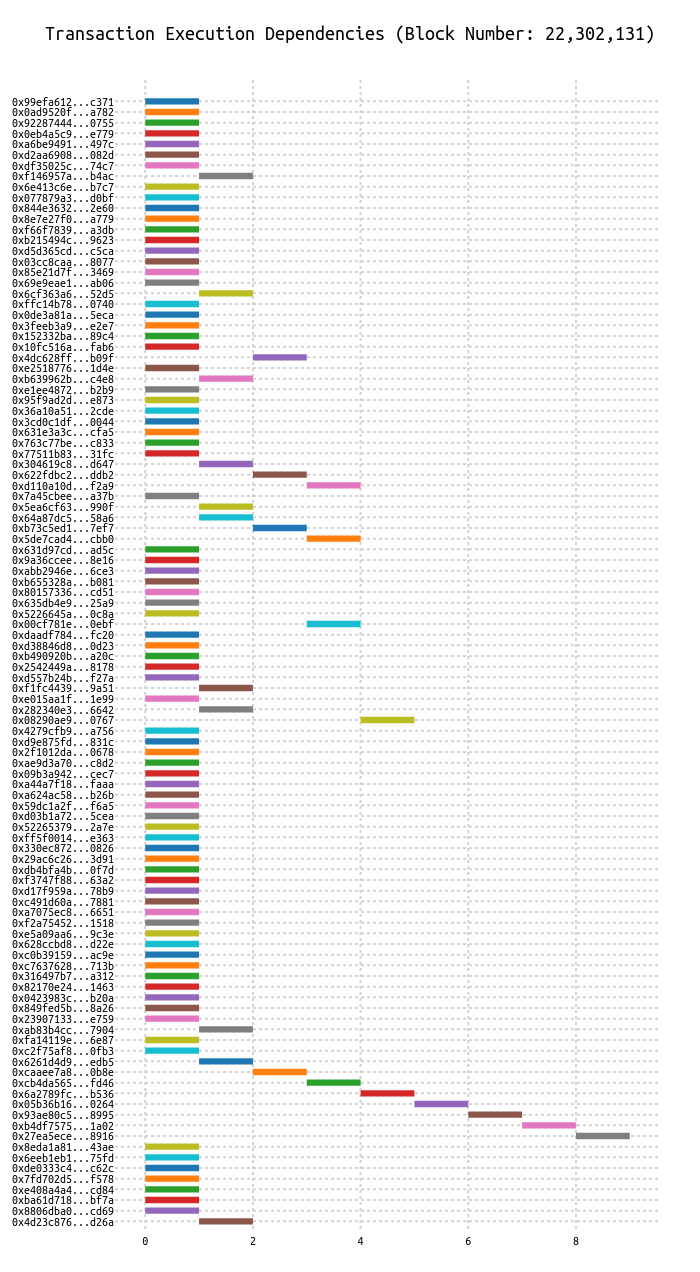 Transaction Execution Dependencies (Block Number: 22,302,131)
0x99efa612...c371
0x0ad9520f...a782
0x92287444...0755
0x0eb4a5c9...e779
0xa6be9491...497c
0xd2aa6908...082d
0xdf35025c...74c7
0xf146957a...b4ac
0x6e413c6e...b7c7
0x077879a3...d0bf
0x844e3632...2e60
0x8e7e27f0...a779
0xf66f7839...a3db
0xb215494c...9623
0xd5d365cd...c5ca
0x03cc8caa...8077
0x85e21d7f...3469
0x69e9eae1...ab06
0x6cf363a6...52d5
0xffc14b78...0740
0x0de3a81a...5eca
0x3feeb3a9...e2e7
0x152332ba...89c4
0x10fc516a...fab6
0x4dc628ff...b09f
0xe2518776...1d4e
0xb639962b...c4e8
0xe1ee4872...b2b9
0x95f9ad2d...e873
0x36a10a51...2cde
0x3cd0c1df...0044
0x631e3a3c...cfa5
0x763c77be...c833
0x77511b83...31fc
0x304619c8...d647
0x622fdbc2...ddb2
0xd110a10d...f2a9
0x7a45cbee...a37b
0x5ea6cf63...990f
0x64a87dc5...58a6
0xb73c5ed1...7ef7
0x5de7cad4...cbb0
0x631d97cd...ad5c
0x9a36ccee...8e16
0xabb2946e...6ce3
0xb655328a...b081
0x80157336...cd51
0x635db4e9...25a9
0x5226645a...0c8a
0x00cf781e...0ebf
0xdaadf784...fc20
0xd38846d8...0d23
0xb490920b...a20c
0x2542449a...8178
0xd557b24b...f27a
0xf1fc4439...9a51
0xe015aa1f...1e99
0x282340e3...6642
0x08290ae9...0767
0x4279cfb9...a756
0xd9e875fd...831c
0x2f1012da...0678
0xae9d3a70...c8d2
0x09b3a942...cec7
0xa44a7f18...faaa
0xa624ac58...b26b
0x59dc1a2f...f6a5
0xd03b1a72...5cea
0x52265379...2a7e
0xff5f0014...e363
0x330ec872...0826
0x29ac6c26...3d91
0xdb4bfa4b...0f7d
0xf3747f88...63a2
0xd17f959a...78b9
0xc491d60a...7881
0xa7075ec8...6651
0xf2a75452...1518
0xe5a09aa6...9c3e
0x628ccbd8...d22e
0xc0b39159...ac9e
0xc7637628...713b
0x316497b7...a312
0x82170e24...1463
0x0423983c...b20a
0x849fed5b...8a26
0x23907133...e759
0xab83b4cc...7904
0xfa14119e...6e87
0xc2f75af8...0fb3
0x6261d4d9...edb5
0xcaaee7a8...0b8e
0xcb4da565...fd46
0x6a2789fc...b536
0x05b36b16...0264
0x93ae80c5...8995
0xb4df7575...1a02
0x27ea5ece...8916
0x8eda1a81...43ae
0x6eeb1eb1...75fd
0xde0333c4...c62c
0x7fd702d5...f578
0xe408a4a4...cd84
0xba61d718...bf7a
0x8806dba0...cd69
0x4d23c876...d26a
0 2 4 6 8